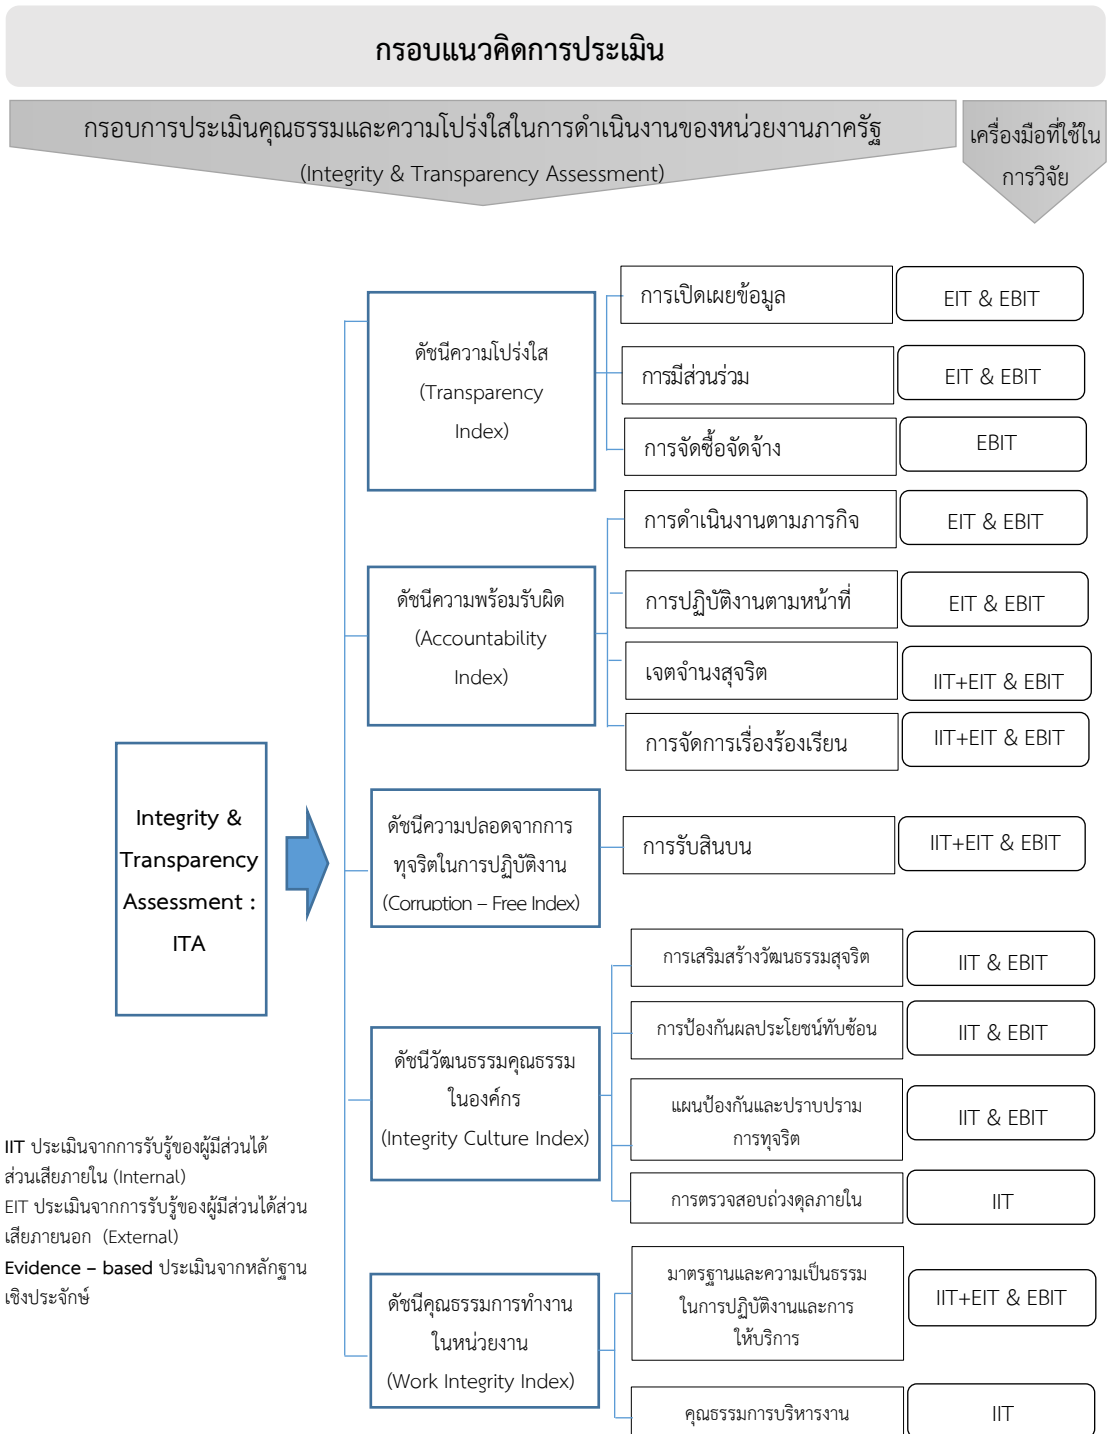 กรอบแนวคิดการประเมิน
กรอบการประเมินคุณธรรมและความโปร่งใสในการดำเนินงานของหน่วยงานภาครัฐ
(Integrity & Transparency Assessment)
เครื่องมือที่ใช้ใน
การวิจัย
Integrity &
Transparency
Assessment :
ITA
ดัชนีความโปร่งใส
(Transparency
Index)
การเปิดเผยข้อมูล
EIT & EBIT
การมีส่วนร่วม
EIT & EBIT
การจัดซื้อจัดจ้าง
EBIT
ดัชนีความพร้อมรับผิด
(Accountability
Index)
การดำเนินงานตามภารกิจ
EIT & EBIT
การปฏิบัติงานตามหน้าที่
EIT & EBIT
เจตจำนงสุจริต
IIT+EIT & EBIT
การจัดการเรื่องร้องเรียน
IIT+EIT & EBIT
ดัชนีความปลอดจากการ
ทุจริตในการปฏิบัติงาน
(Corruption – Free Index)
การรับสินบน
IIT+EIT & EBIT
ดัชนีวัฒนธรรมคุณธรรม
ในองค์กร
(Integrity Culture Index)
การเสริมสร้างวัฒนธรรมสุจริต
IIT & EBIT
การป้องกันผลประโยชน์ทับซ้อน
IIT & EBIT
แผนป้องกันและปราบปราม
การทุจริต
IIT & EBIT
การตรวจสอบถ่วงดุลภายใน
IIT
ดัชนีคุณธรรมการทำงาน
ในหน่วยงาน
(Work Integrity Index)
มาตรฐานและความเป็นธรรม
ในการปฏิบัติงานและการ
ให้บริการ
IIT+EIT & EBIT
คุณธรรมการบริหารงาน
IIT
IIT ประเมินจากการรับรู้ของผู้มีส่วนได้
ส่วนเสียภายใน (Internal)
EIT ประเมินจากการรับรู้ของผู้มีส่วนได้ส่วน
เสียภายนอก (External)
Evidence – based ประเมินจากหลักฐาน
เชิงประจักษ์